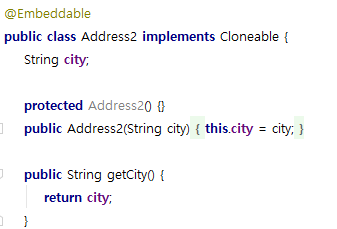 @Embeddable
public class Address2 implements Cloneable {
String city;
protected Address2() {}
public Address2(String city) { this.city = city; }
public String getCity() {
return city;
}